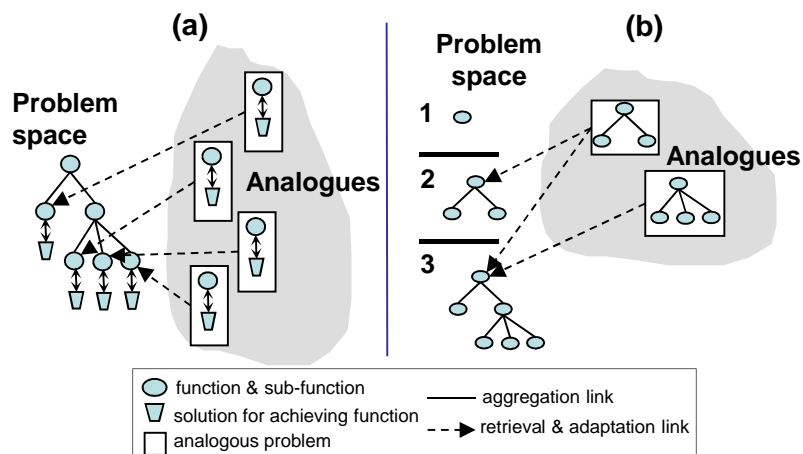 (a)
Problem
space
Analogues
(b)
Problem
space
1
2
3
Analogues
function & sub-function
solution for achieving function
analogous problem
aggregation link
retrieval & adaptation link